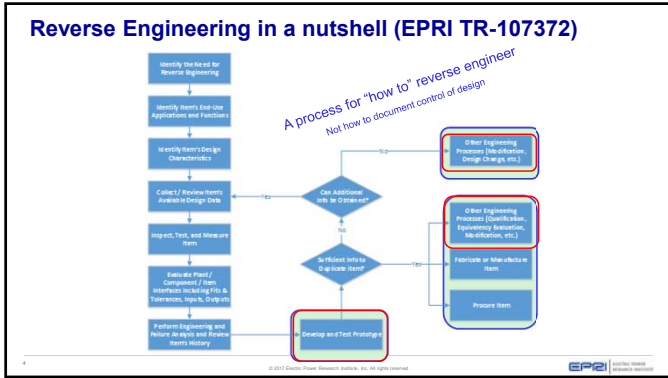 Reverse Engineering in a nutshell (EPRI TR-107372)
A process for "how to" reverse engineer
Not how to document control of design
Identify the Need for
Reverse Engineering
Identify Item's End-Use
Applications and Functions
Identify Item's Design
Characteristics
Collect / Review Item's
Available Design Data
Inspect, Test, and Measure
Item
Evaluate Plant /
Component / Item
Interfaces Including Fits &
Tolerances, Inputs, Outputs
Perform Engineering and
Failure Analysis and Review
Item's History
Develop and Test Prototype
Sufficient Info to
Duplicate Item?
No
Can Additional
Info be Obtained?
Yes
No
Other Engineering
Processes (Modification,
Design Change, etc.)
Yes
Other Engineering
Processes (Qualification,
Equivalency Evaluation,
Modification, etc.)
Fabricate or Manufacture
Item
Procure Item
4
© 2017 Electric Power Research Institute, Inc. All rights reserved.
EPRI
ELECTRIC POWER
RESEARCH INSTITUTE